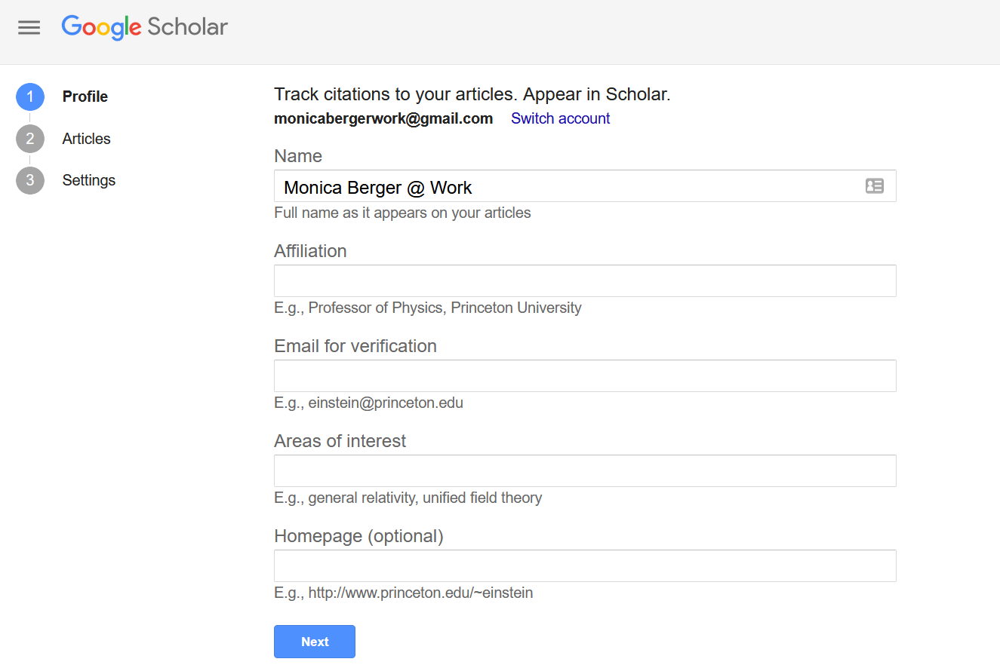 Google Scholar
1 Profile
2 Articles
3 Settings
Track citations to your articles. Appear in Scholar.
monicabergerwork@gmail.com Switch account
Name
Monica Berger @ Work
Full name as it appears on your articles
Affiliation
E.g., Professor of Physics, Princeton University
Email for verification
E.g., einstein@princeton.edu
Areas of interest
E.g., general relativity, unified field theory
Homepage (optional)
E.g., http://www.princeton.edu/~einstein
Next